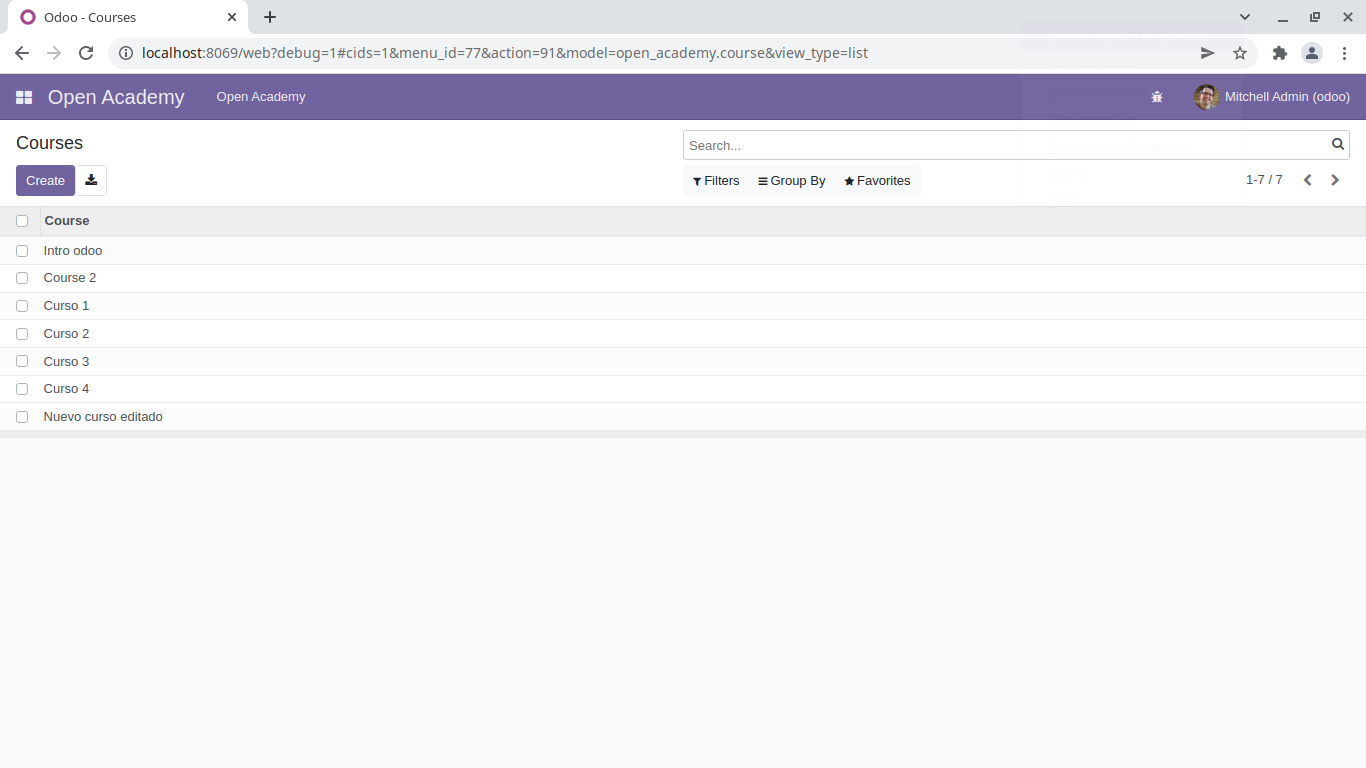 Odoo - Courses
localhost:8069/web?debug=1#cids=1&menu_id=77&action=91&model=open_academy.course&view_type=list
Open Academy Open Academy Mitchell Admin (odoo)
Courses
Search...
Create Filters Group By Favorites 1-7 / 7
Course
Intro odoo
Course 2
Curso 1
Curso 2
Curso 3
Curso 4
Nuevo curso editado